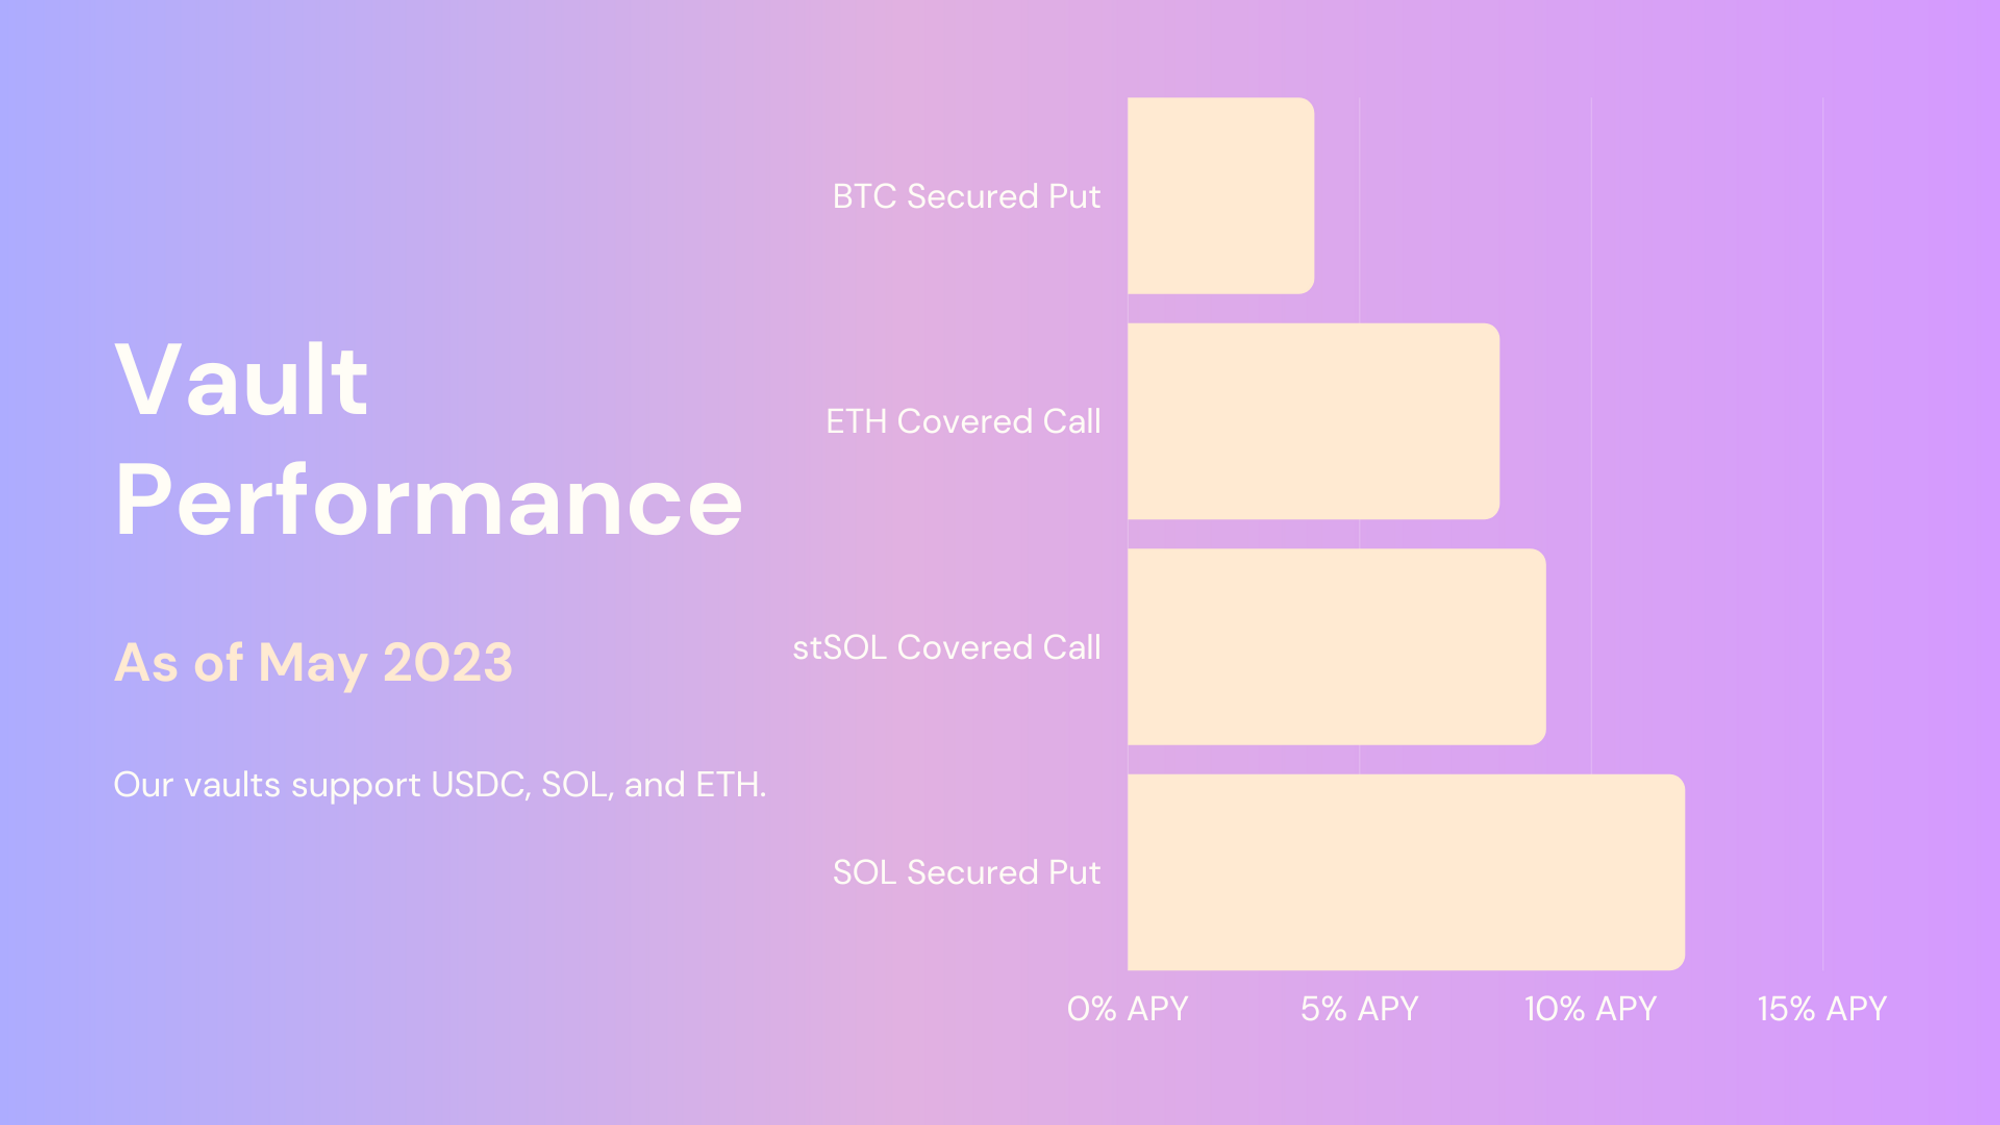 Vault
Performance
As of May 2023
Our vaults support USDC, SOL, and ETH.
BTC Secured Put
ETH Covered Call
stSOL Covered Call
SOL Secured Put
0% APY
5% APY
10% APY
15% APY